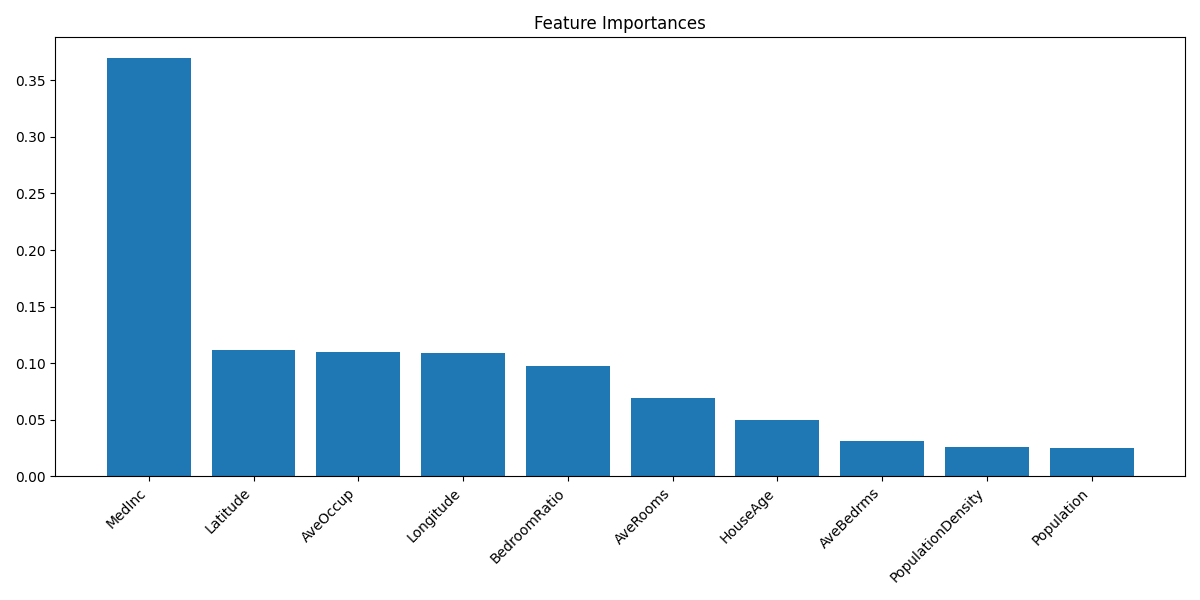 Feature Importances
0.35
0.30
0.25
0.20
0.15
0.10
0.05
0.00
MedInc
Latitude
AveOccup
Longitude
BedroomRatio
AveRooms
HouseAge
AveBedrms
PopulationDensity
Population